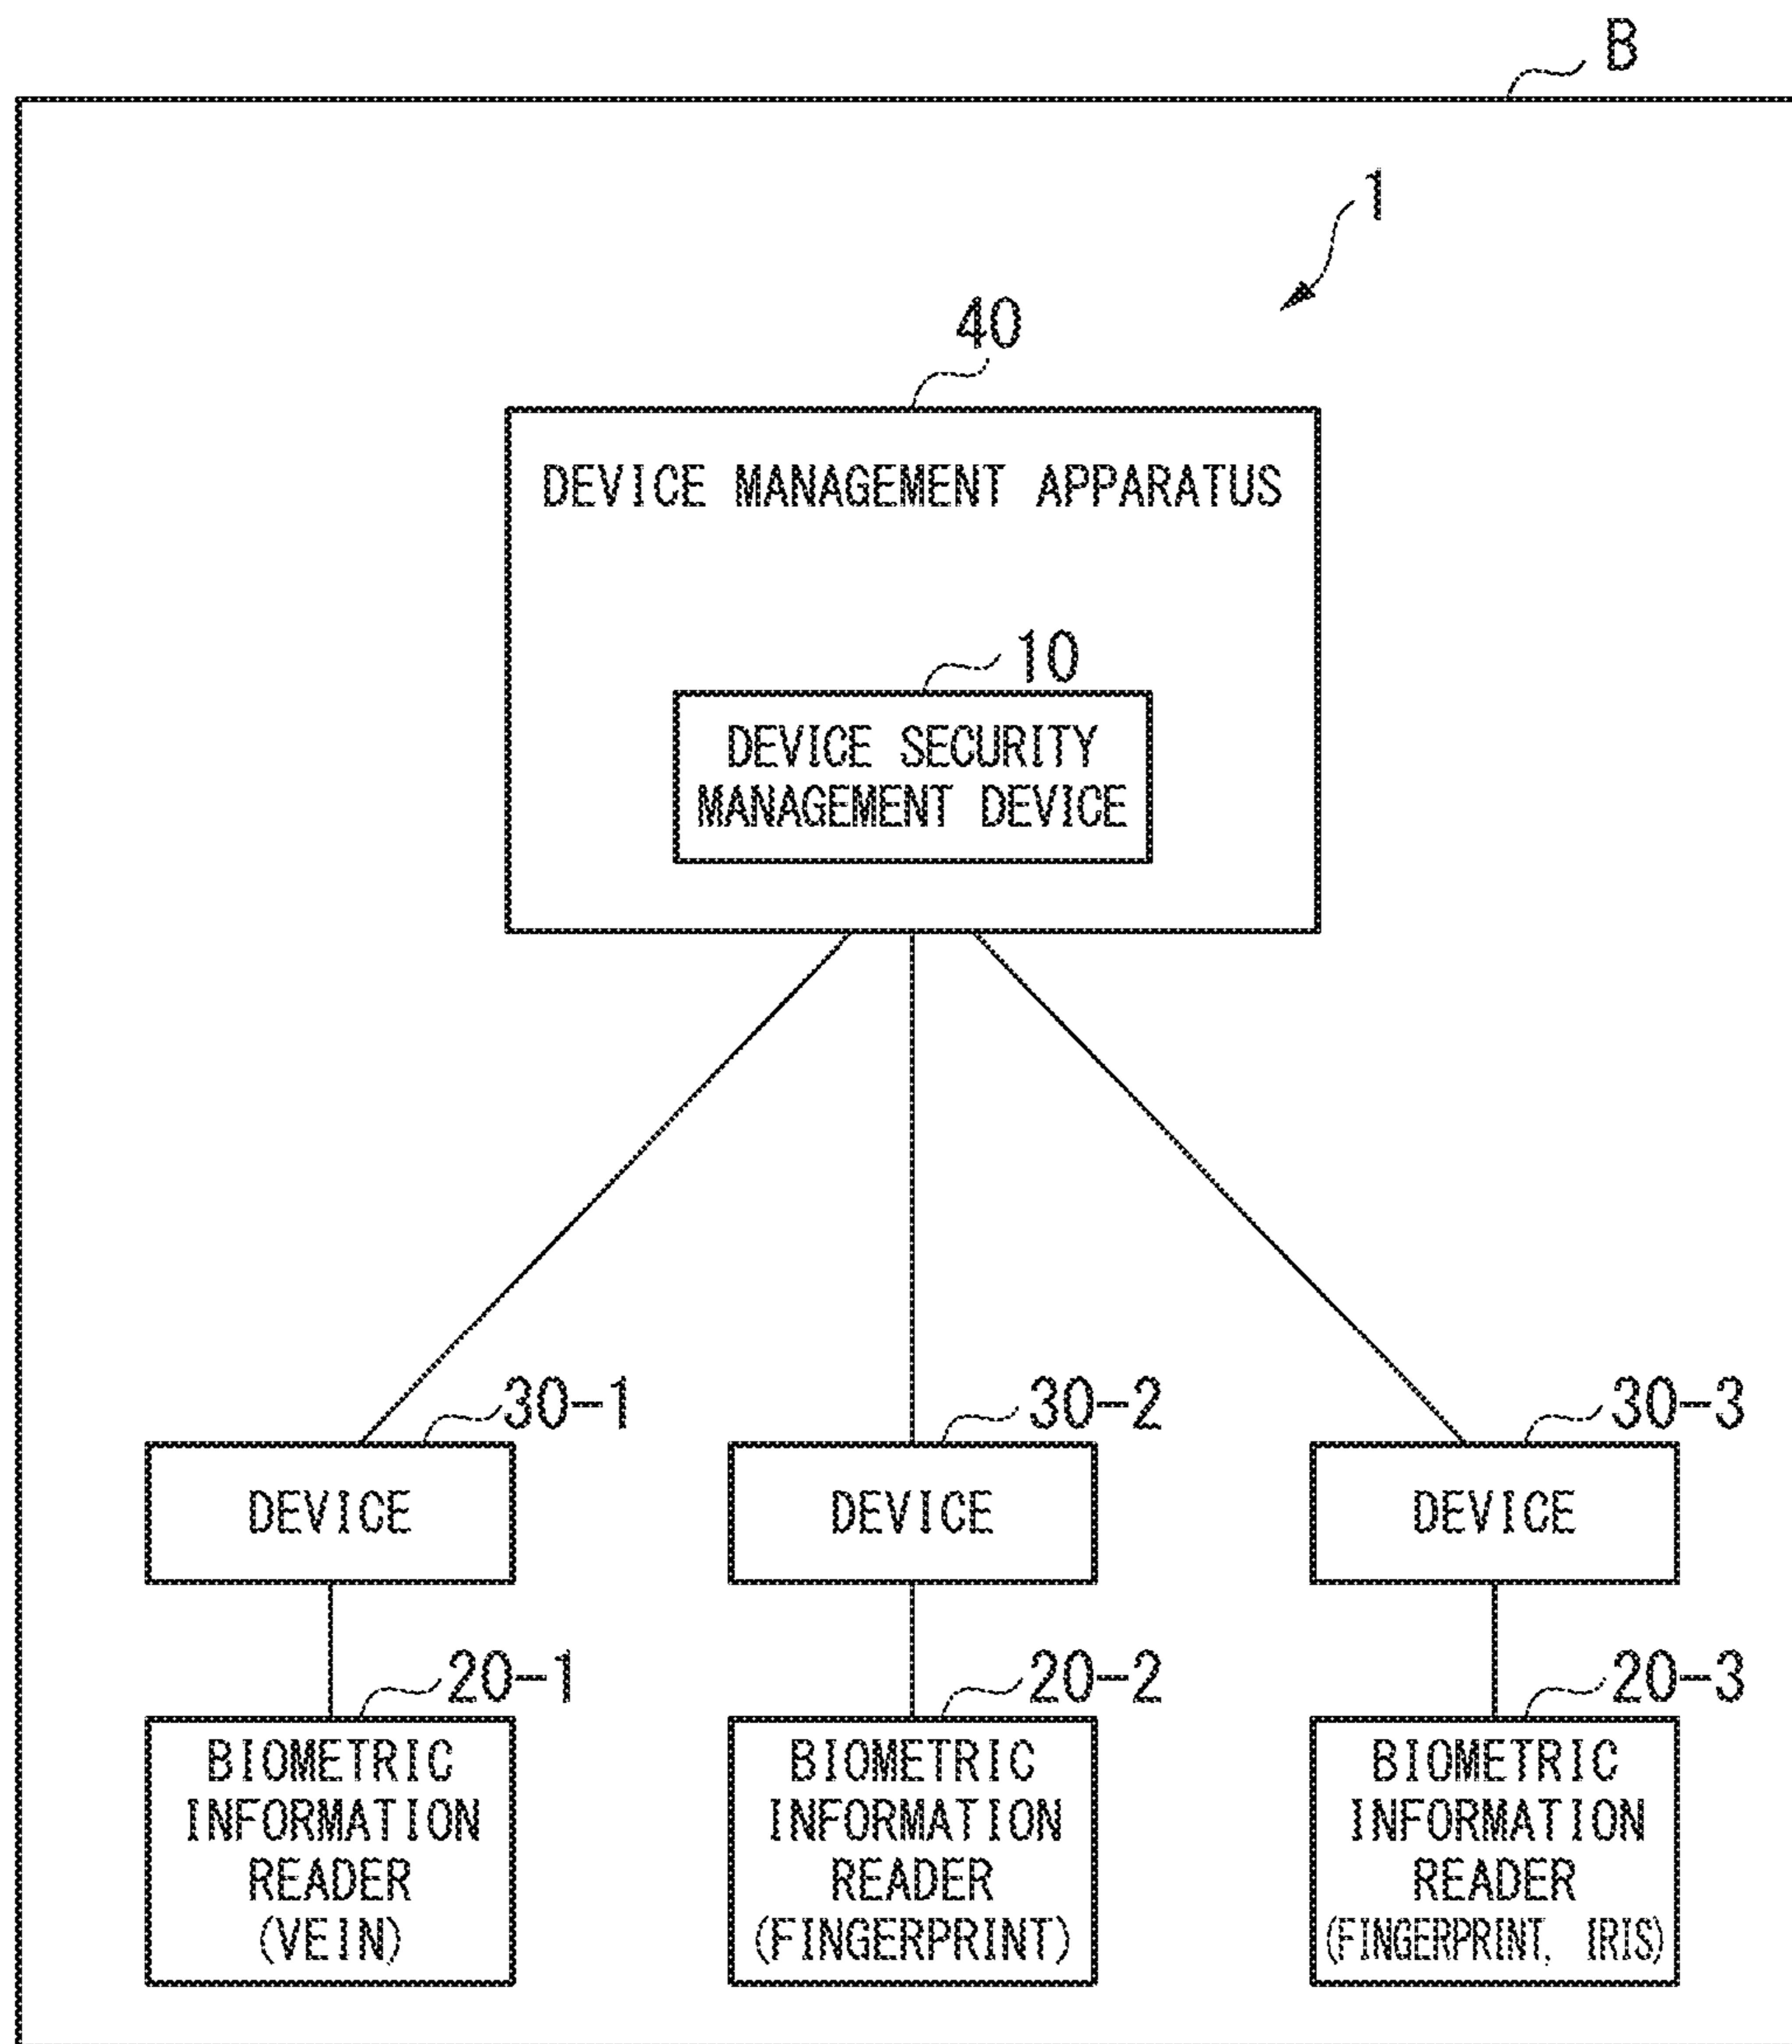 B
1
40
DEVICE MANAGEMENT APPARATUS
10
DEVICE SECURITY
MANAGEMENT DEVICE
30-1
30-2
30-3
DEVICE
DEVICE
DEVICE
20-1
20-2
20-3
BIOMETRIC
INFORMATION
READER
(VEIN)
BIOMETRIC
INFORMATION
READER
(FINGERPRINT)
BIOMETRIC
INFORMATION
READER
(FINGERPRINT, IRIS)